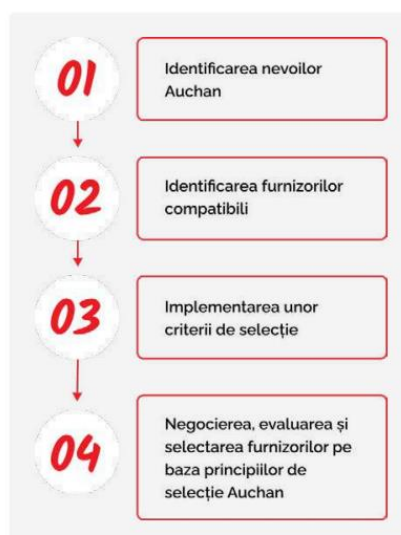 01
Identificarea nevoilor
Auchan
02
Identificarea furnizorilor
compatibili
03
Implementarea unor
criterii de selecție
04
Negocierea, evaluarea și
selectarea furnizorilor pe
baza principiilor de
selecție Auchan